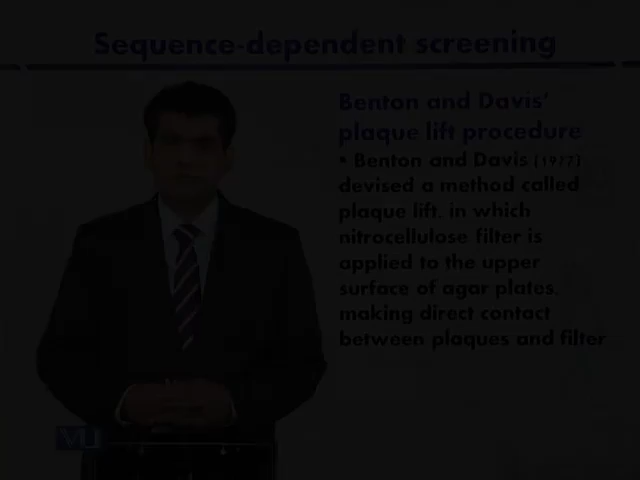 Sequence-dependent screening
Benton and Davis'
plaque lift procedure
• Benton and Davis (1977)
devised a method called
plaque lift, in which
nitrocellulose filter is
applied to the upper
surface of agar plates,
making direct contact
between plaques and filter
VU